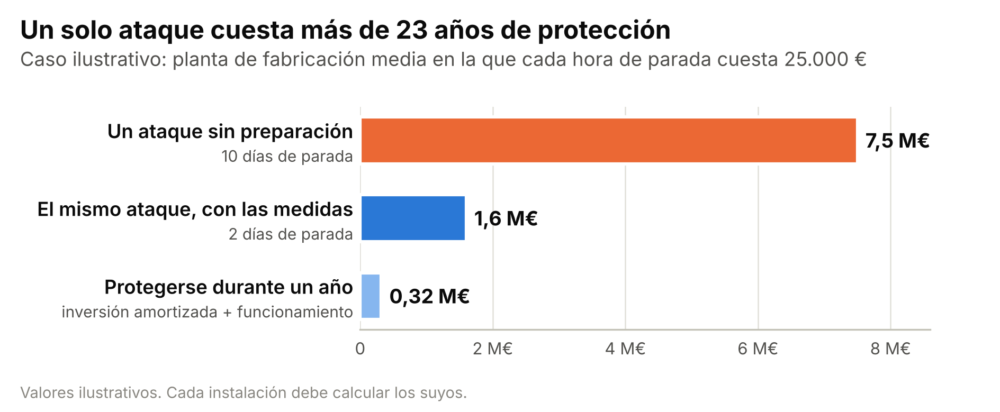 Un solo ataque cuesta más de 23 años de protección
Caso ilustrativo: planta de fabricación media en la que cada hora de parada cuesta 25.000 €
Un ataque sin preparación
10 días de parada
7,5 M€
El mismo ataque, con las medidas
2 días de parada
1,6 M€
Protegerse durante un año
inversión amortizada + funcionamiento
0,32 M€
0 2 M€ 4 M€ 6 M€ 8 M€
Valores ilustrativos. Cada instalación debe calcular los suyos.